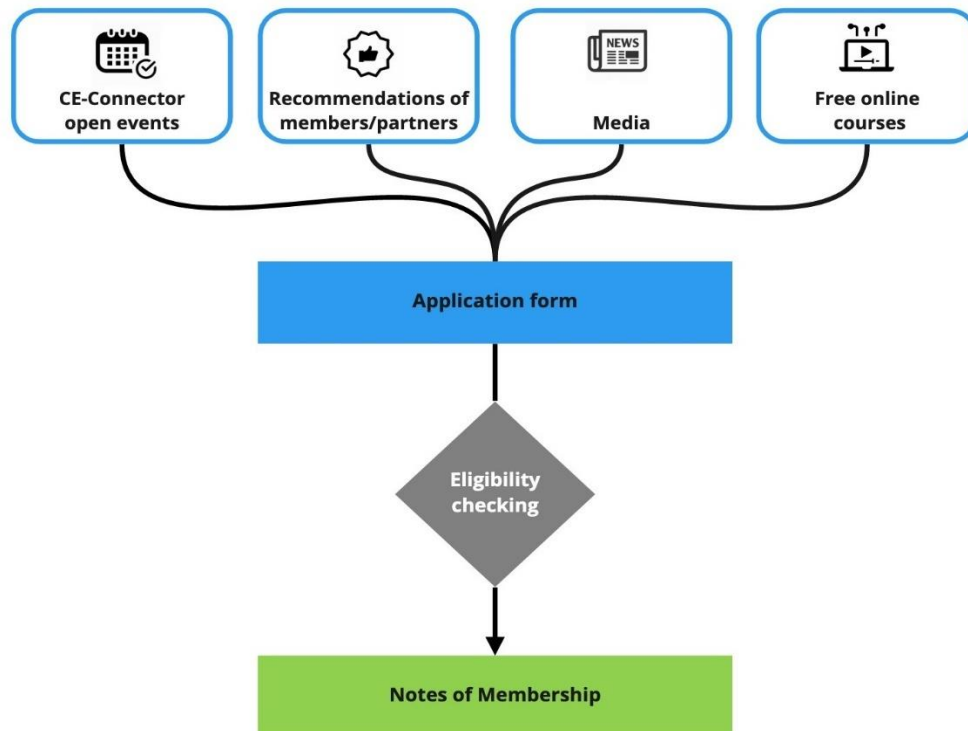 CE-Connector
open events
Recommendations of
members/partners
NEWS
Media
Free online
courses
Application form
Eligibility
checking
Notes of Membership